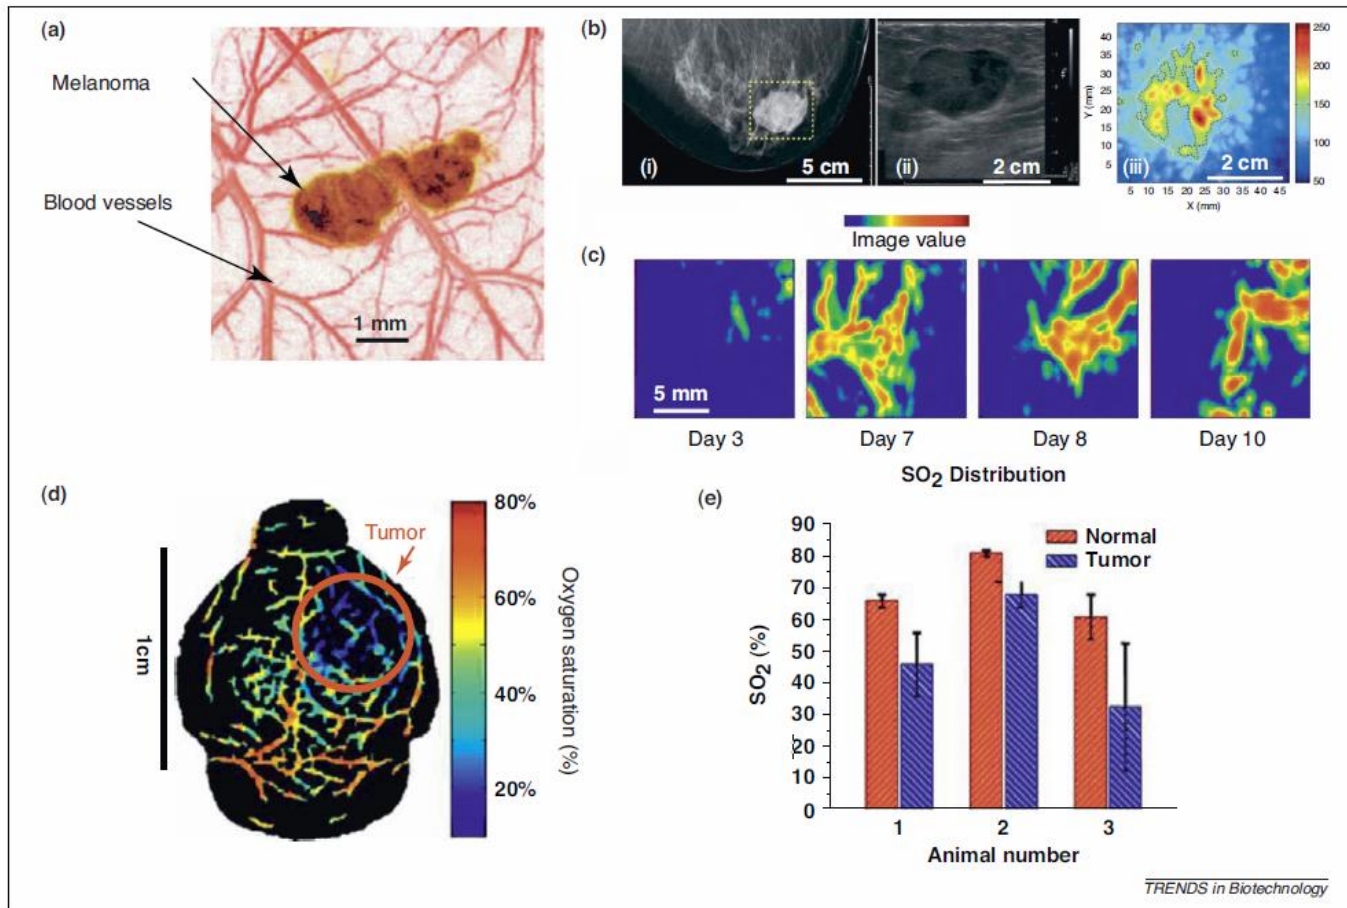 (a)
Melanoma
Blood vessels
1 mm
(b)
(i)
5 cm
(ii)
2 cm
(iii)
2 cm
Y (mm)
40
35
30
25
20
15
10
5
5 10 15 20 25 30 35 40 45
X (mm)
250
200
150
100
50
Image value
(c)
5 mm
Day 3
Day 7
Day 8
Day 10
(d)
1cm
Tumor
80%
60%
40%
20%
Oxygen saturation (%)
SO2 Distribution
(e)
Normal
Tumor
SO2 (%)
90
80
70
60
50
40
30
20
10
0
1 2 3
Animal number
TRENDS in Biotechnology